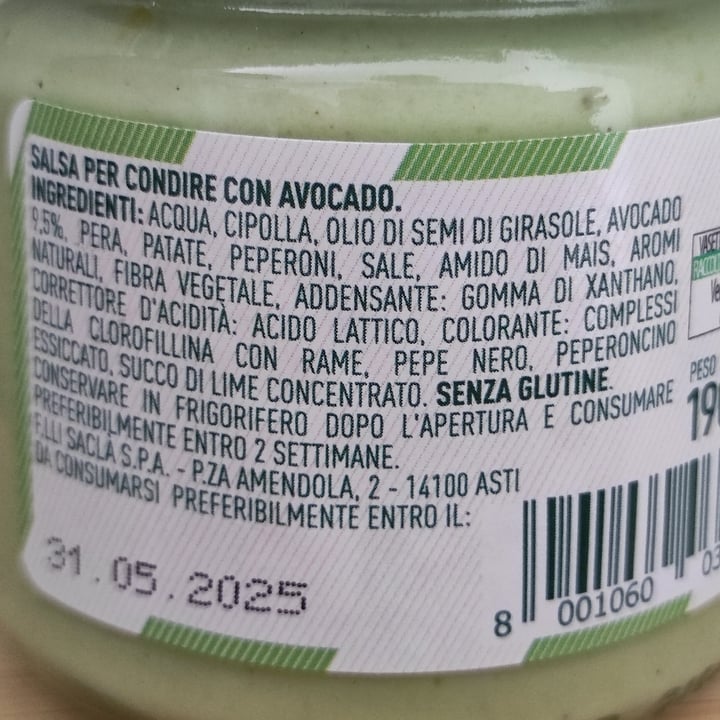 SALSA PER CONDIRE CON AVOCADO.
INGREDIENTI: ACQUA, CIPOLLA, OLIO DI SEMI DI GIRASOLE, AVOCADO
9,5%, PERA, PATATE, PEPERONI, SALE, AMIDO DI MAIS, AROMI
NATURALI, FIBRA VEGETALE, ADDENSANTE: GOMMA DI XANTHANO,
CORRETTORE D'ACIDITÀ: ACIDO LATTICO, COLORANTE: COMPLESSI
DELLA CLOROFILLINA CON RAME, PEPE NERO, PEPERONCINO
ESSICCATO, SUCCO DI LIME CONCENTRATO. SENZA GLUTINE.
CONSERVARE IN FRIGORIFERO DOPO L'APERTURA E CONSUMARE
PREFERIBILMENTE ENTRO 2 SETTIMANE.
F.LLI SACLÀ S.P.A. - P.ZA AMENDOLA, 2 - 14100 ASTI
DA CONSUMARSI PREFERIBILMENTE ENTRO IL:
31.05.2025
PESO
8 001060